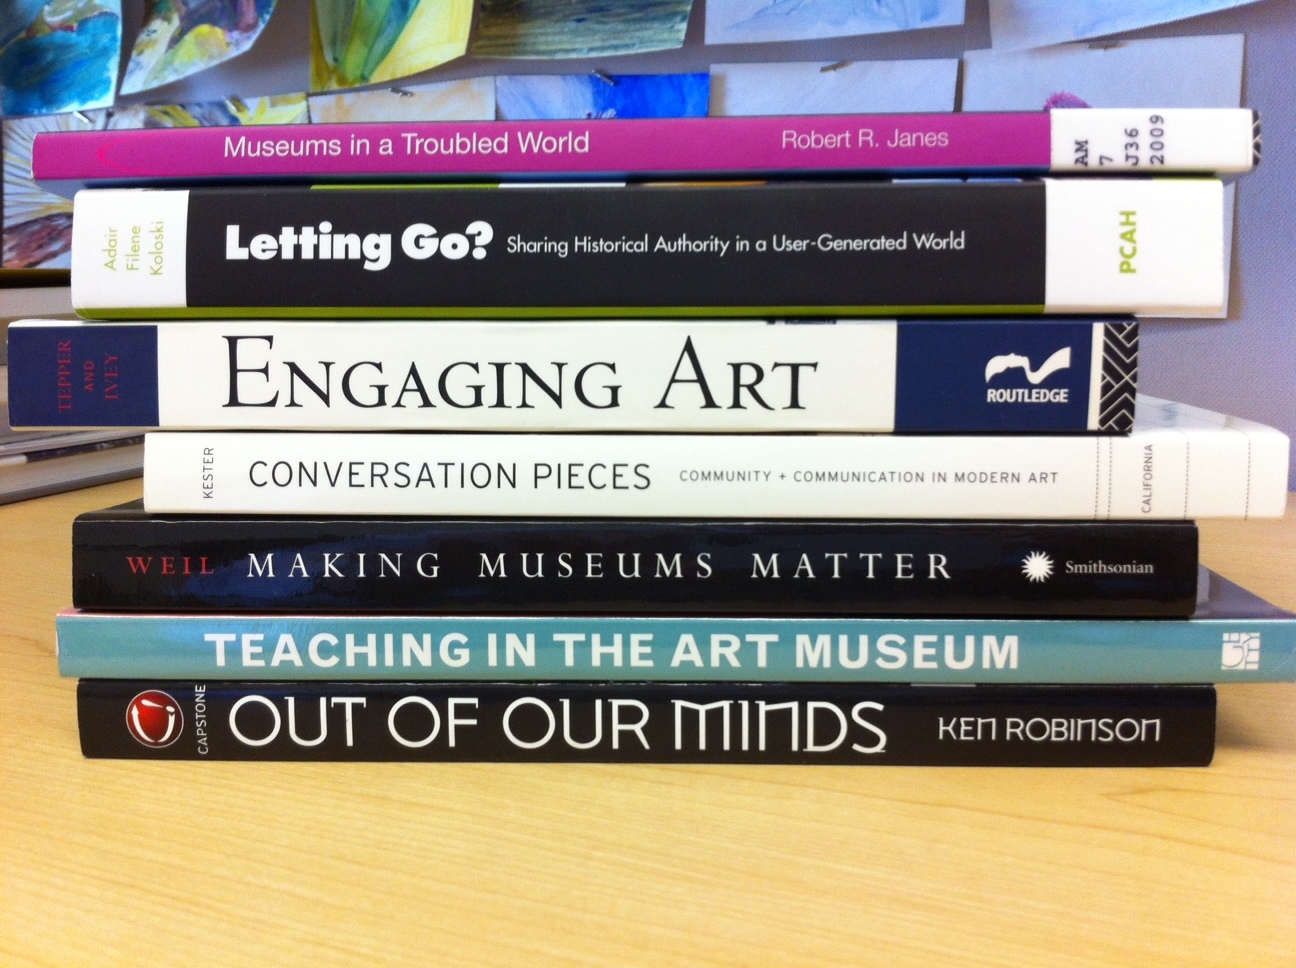 Museums in a Troubled World Robert R. Janes
AM
7
J36
2009
Adair
Filene
Koloski
Letting Go? Sharing Historical Authority in a User-Generated World
PCAH
TEPPER
AND
IVEY
ENGAGING ART
ROUTLEDGE
KESTER CONVERSATION PIECES COMMUNITY + COMMUNICATION IN MODERN ART CALIFORNIA
WEIL MAKING MUSEUMS MATTER Smithsonian
TEACHING IN THE ART MUSEUM
GETTY
CAPSTONE OUT OF OUR MINDS KEN ROBINSON